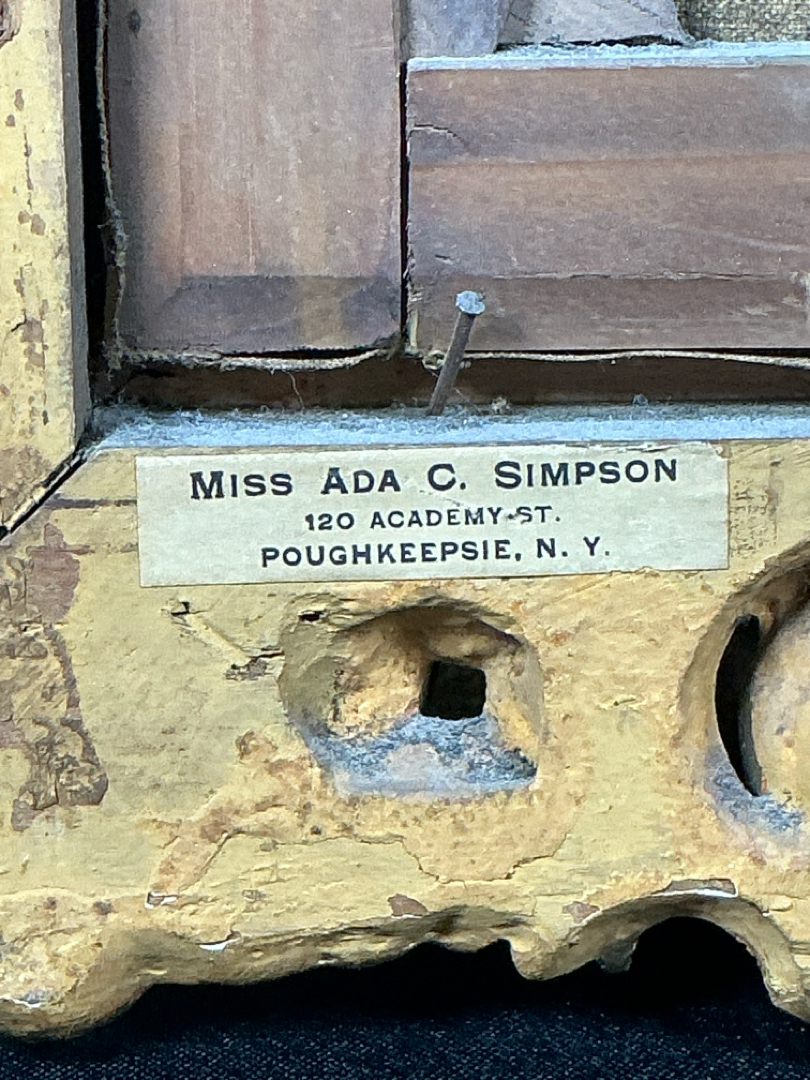 MISS ADA C. SIMPSON
120 ACADEMY ST.
POUGHKEEPSIE, N. Y.